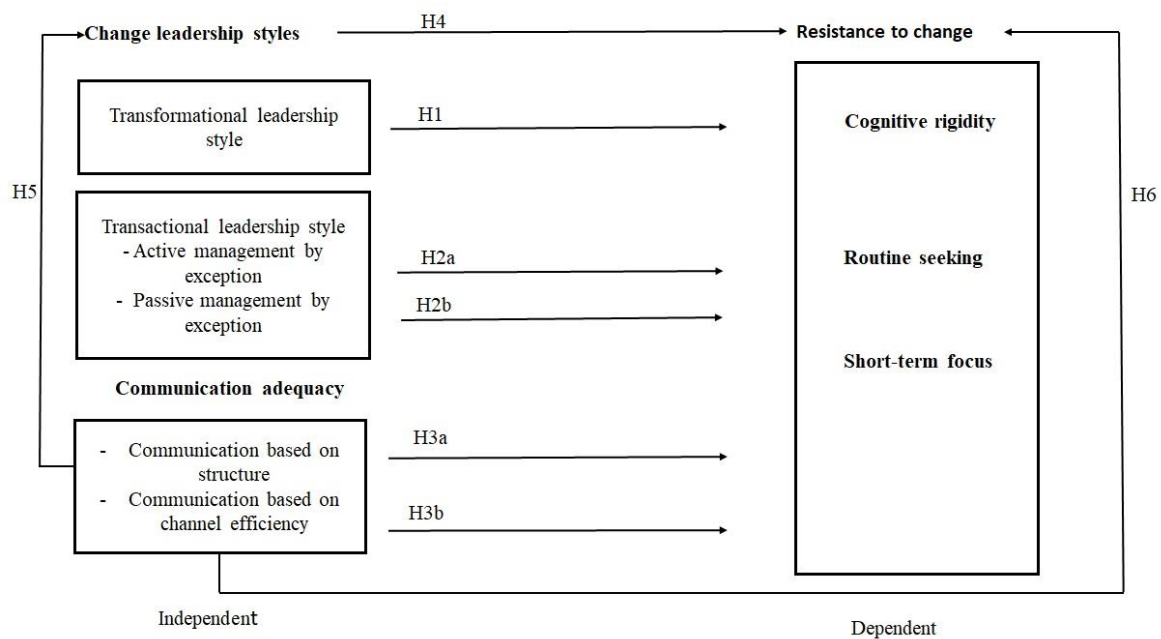 H4
Change leadership styles
Resistance to change
Transformational leadership
style
H1
Cognitive rigidity
H5
H6
Transactional leadership style
- Active management by
exception
- Passive management by
exception
H2a
H2b
Routine seeking
Short-term focus
Communication adequacy
- Communication based on
structure
- Communication based on
channel efficiency
H3a
H3b
Independent
Dependent